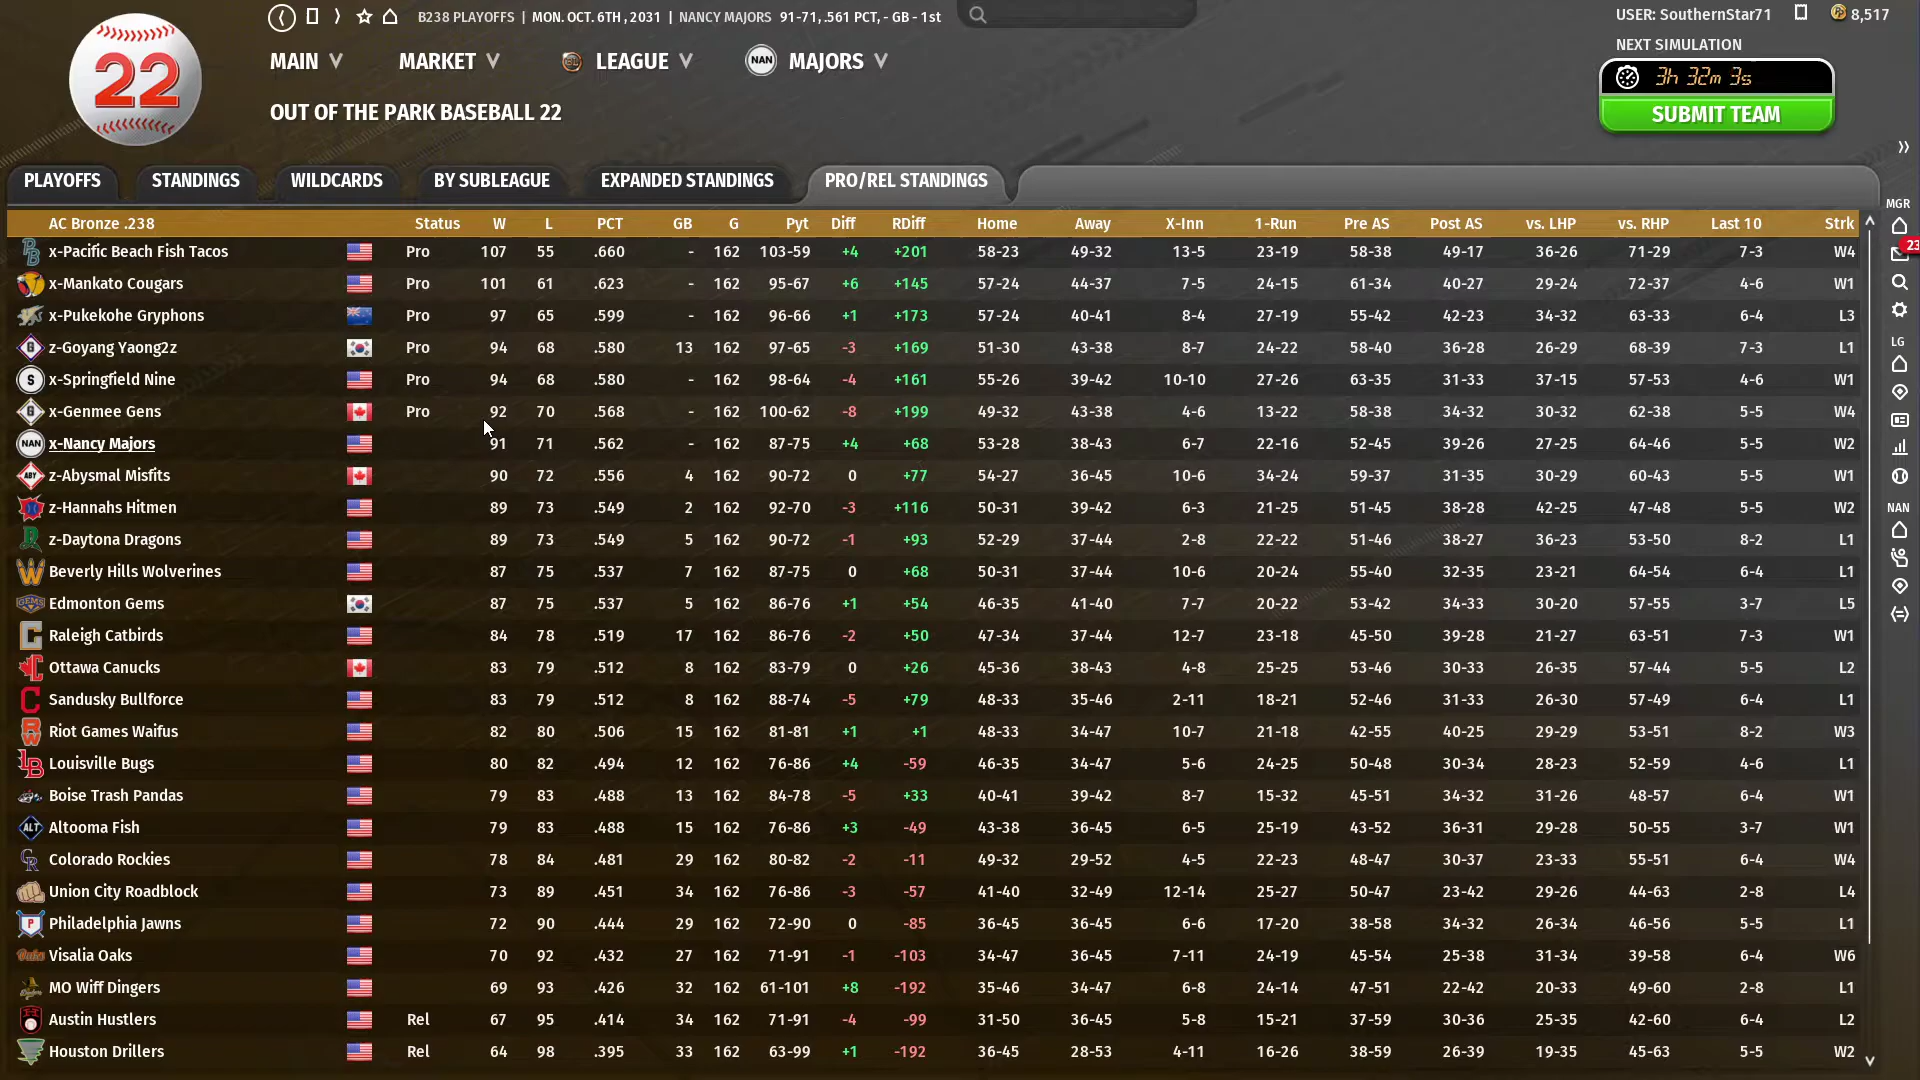 B238 PLAYOFFS | MON. OCT. 6TH , 2031 | NANCY MAJORS 91-71, .561 PCT, - GB - 1st
USER: SouthernStar71 8,517
22
MAIN MARKET LEAGUE NAN MAJORS
NEXT SIMULATION
3h 32m 3s
SUBMIT TEAM
OUT OF THE PARK BASEBALL 22
PLAYOFFS STANDINGS WILDCARDS BY SUBLEAGUE EXPANDED STANDINGS PRO/REL STANDINGS
AC Bronze .238 Status W L PCT GB G Pyt Diff RDiff Home Away X-Inn 1-Run Pre AS Post AS vs. LHP vs. RHP Last 10 Strk
x-Pacific Beach Fish Tacos Pro 107 55 .660 - 162 103-59 +4 +201 58-23 49-32 13-5 23-19 58-38 49-17 36-26 71-29 7-3 W4
x-Mankato Cougars Pro 101 61 .623 - 162 95-67 +6 +145 57-24 44-37 7-5 24-15 61-34 40-27 29-24 72-37 4-6 W1
x-Pukekohe Gryphons Pro 97 65 .599 - 162 96-66 +1 +173 57-24 40-41 8-4 27-19 55-42 42-23 34-32 63-33 6-4 L3
z-Goyang Yaong2z Pro 94 68 .580 13 162 97-65 -3 +169 51-30 43-38 8-7 24-22 58-40 36-28 26-29 68-39 7-3 L1
x-Springfield Nine Pro 94 68 .580 - 162 98-64 -4 +161 55-26 39-42 10-10 27-26 63-35 31-33 37-15 57-53 4-6 W1
x-Genmee Gens Pro 92 70 .568 - 162 100-62 -8 +199 49-32 43-38 4-6 13-22 58-38 34-32 30-32 62-38 5-5 W4
NAN x-Nancy Majors 91 71 .562 - 162 87-75 +4 +68 53-28 38-43 6-7 22-16 52-45 39-26 27-25 64-46 5-5 W2
ABY z-Abysmal Misfits 90 72 .556 4 162 90-72 0 +77 54-27 36-45 10-6 34-24 59-37 31-35 30-29 60-43 5-5 W1
z-Hannahs Hitmen 89 73 .549 2 162 92-70 -3 +116 50-31 39-42 6-3 21-25 51-45 38-28 42-25 47-48 5-5 W2
z-Daytona Dragons 89 73 .549 5 162 90-72 -1 +93 52-29 37-44 2-8 22-22 51-46 38-27 36-23 53-50 8-2 L1
Beverly Hills Wolverines 87 75 .537 7 162 87-75 0 +68 50-31 37-44 10-6 20-24 55-40 32-35 23-21 64-54 6-4 L1
Edmonton Gems 87 75 .537 5 162 86-76 +1 +54 46-35 41-40 7-7 20-22 53-42 34-33 30-20 57-55 3-7 L5
Raleigh Catbirds 84 78 .519 17 162 86-76 -2 +50 47-34 37-44 12-7 23-18 45-50 39-28 21-27 63-51 7-3 W1
Ottawa Canucks 83 79 .512 8 162 83-79 0 +26 45-36 38-43 4-8 25-25 53-46 30-33 26-35 57-44 5-5 L2
Sandusky Bullforce 83 79 .512 8 162 88-74 -5 +79 48-33 35-46 2-11 18-21 52-46 31-33 26-30 57-49 6-4 L1
Riot Games Waifus 82 80 .506 15 162 81-81 +1 +1 48-33 34-47 10-7 21-18 42-55 40-25 29-29 53-51 8-2 W3
Louisville Bugs 80 82 .494 12 162 76-86 +4 -59 46-35 34-47 5-6 24-25 50-48 30-34 28-23 52-59 4-6 L1
Boise Trash Pandas 79 83 .488 13 162 84-78 -5 +33 40-41 39-42 8-7 15-32 45-51 34-32 31-26 48-57 6-4 W1
ALT Altooma Fish 79 83 .488 15 162 76-86 +3 -49 43-38 36-45 6-5 25-19 43-52 36-31 29-28 50-55 3-7 W1
Colorado Rockies 78 84 .481 29 162 80-82 -2 -11 49-32 29-52 4-5 22-23 48-47 30-37 23-33 55-51 6-4 W4
Union City Roadblock 73 89 .451 34 162 76-86 -3 -57 41-40 32-49 12-14 25-27 50-47 23-42 29-26 44-63 2-8 L4
Philadelphia Jawns 72 90 .444 29 162 72-90 0 -85 36-45 36-45 6-6 17-20 38-58 34-32 26-34 46-56 5-5 L1
Visalia Oaks 70 92 .432 27 162 71-91 -1 -103 34-47 36-45 7-11 24-19 45-54 25-38 31-34 39-58 6-4 W6
MO Wiff Dingers 69 93 .426 32 162 61-101 +8 -192 35-46 34-47 6-8 24-14 47-51 22-42 20-33 49-60 2-8 L1
Austin Hustlers Rel 67 95 .414 34 162 71-91 -4 -99 31-50 36-45 5-8 15-21 37-59 30-36 25-35 42-60 6-4 L2
Houston Drillers Rel 64 98 .395 33 162 63-99 +1 -192 36-45 28-53 4-11 16-26 38-59 26-39 19-35 45-63 5-5 W2
MGR
23
LG
NAN